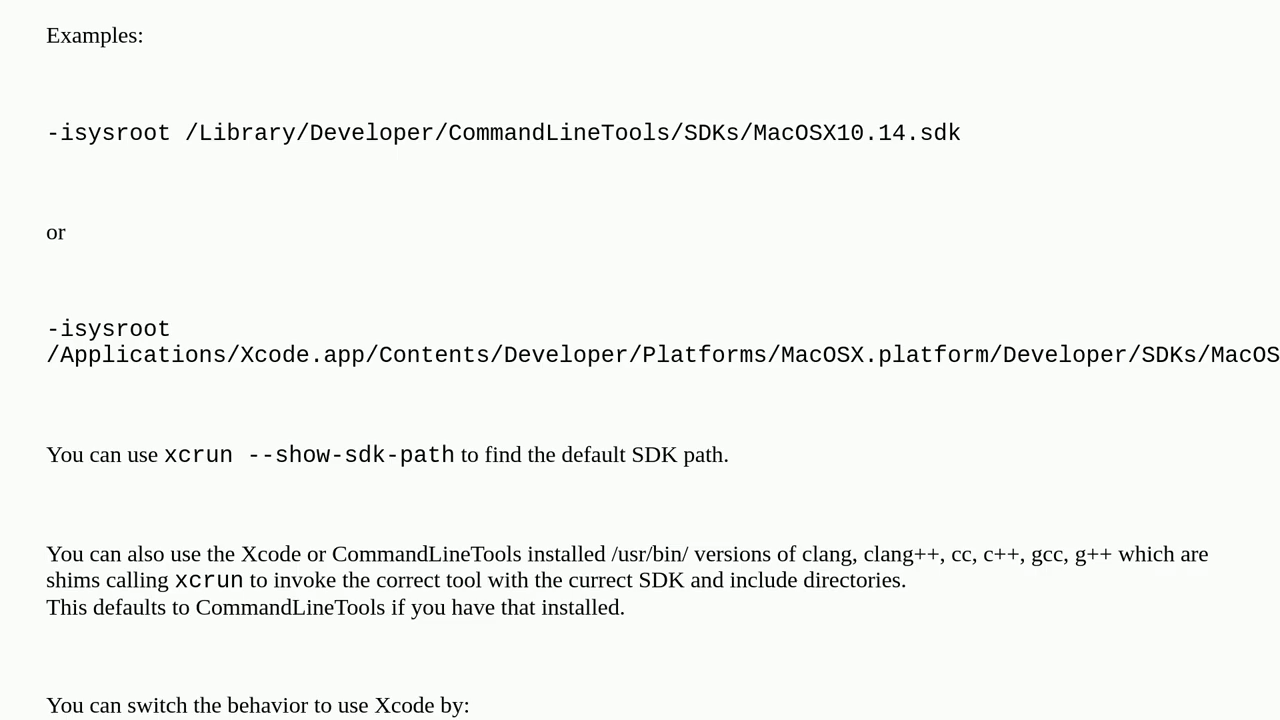 Examples:
-isysroot /Library/Developer/CommandLineTools/SDKs/MacOSX10.14.sdk
or
-isysroot
/Applications/Xcode.app/Contents/Developer/Platforms/MacOSX.platform/Developer/SDKs/MacOS
You can use xcrun --show-sdk-path to find the default SDK path.
You can also use the Xcode or CommandLineTools installed /usr/bin/ versions of clang, clang++, cc, c++, gcc, g++ which are
shims calling xcrun to invoke the correct tool with the currect SDK and include directories.
This defaults to CommandLineTools if you have that installed.
You can switch the behavior to use Xcode by: